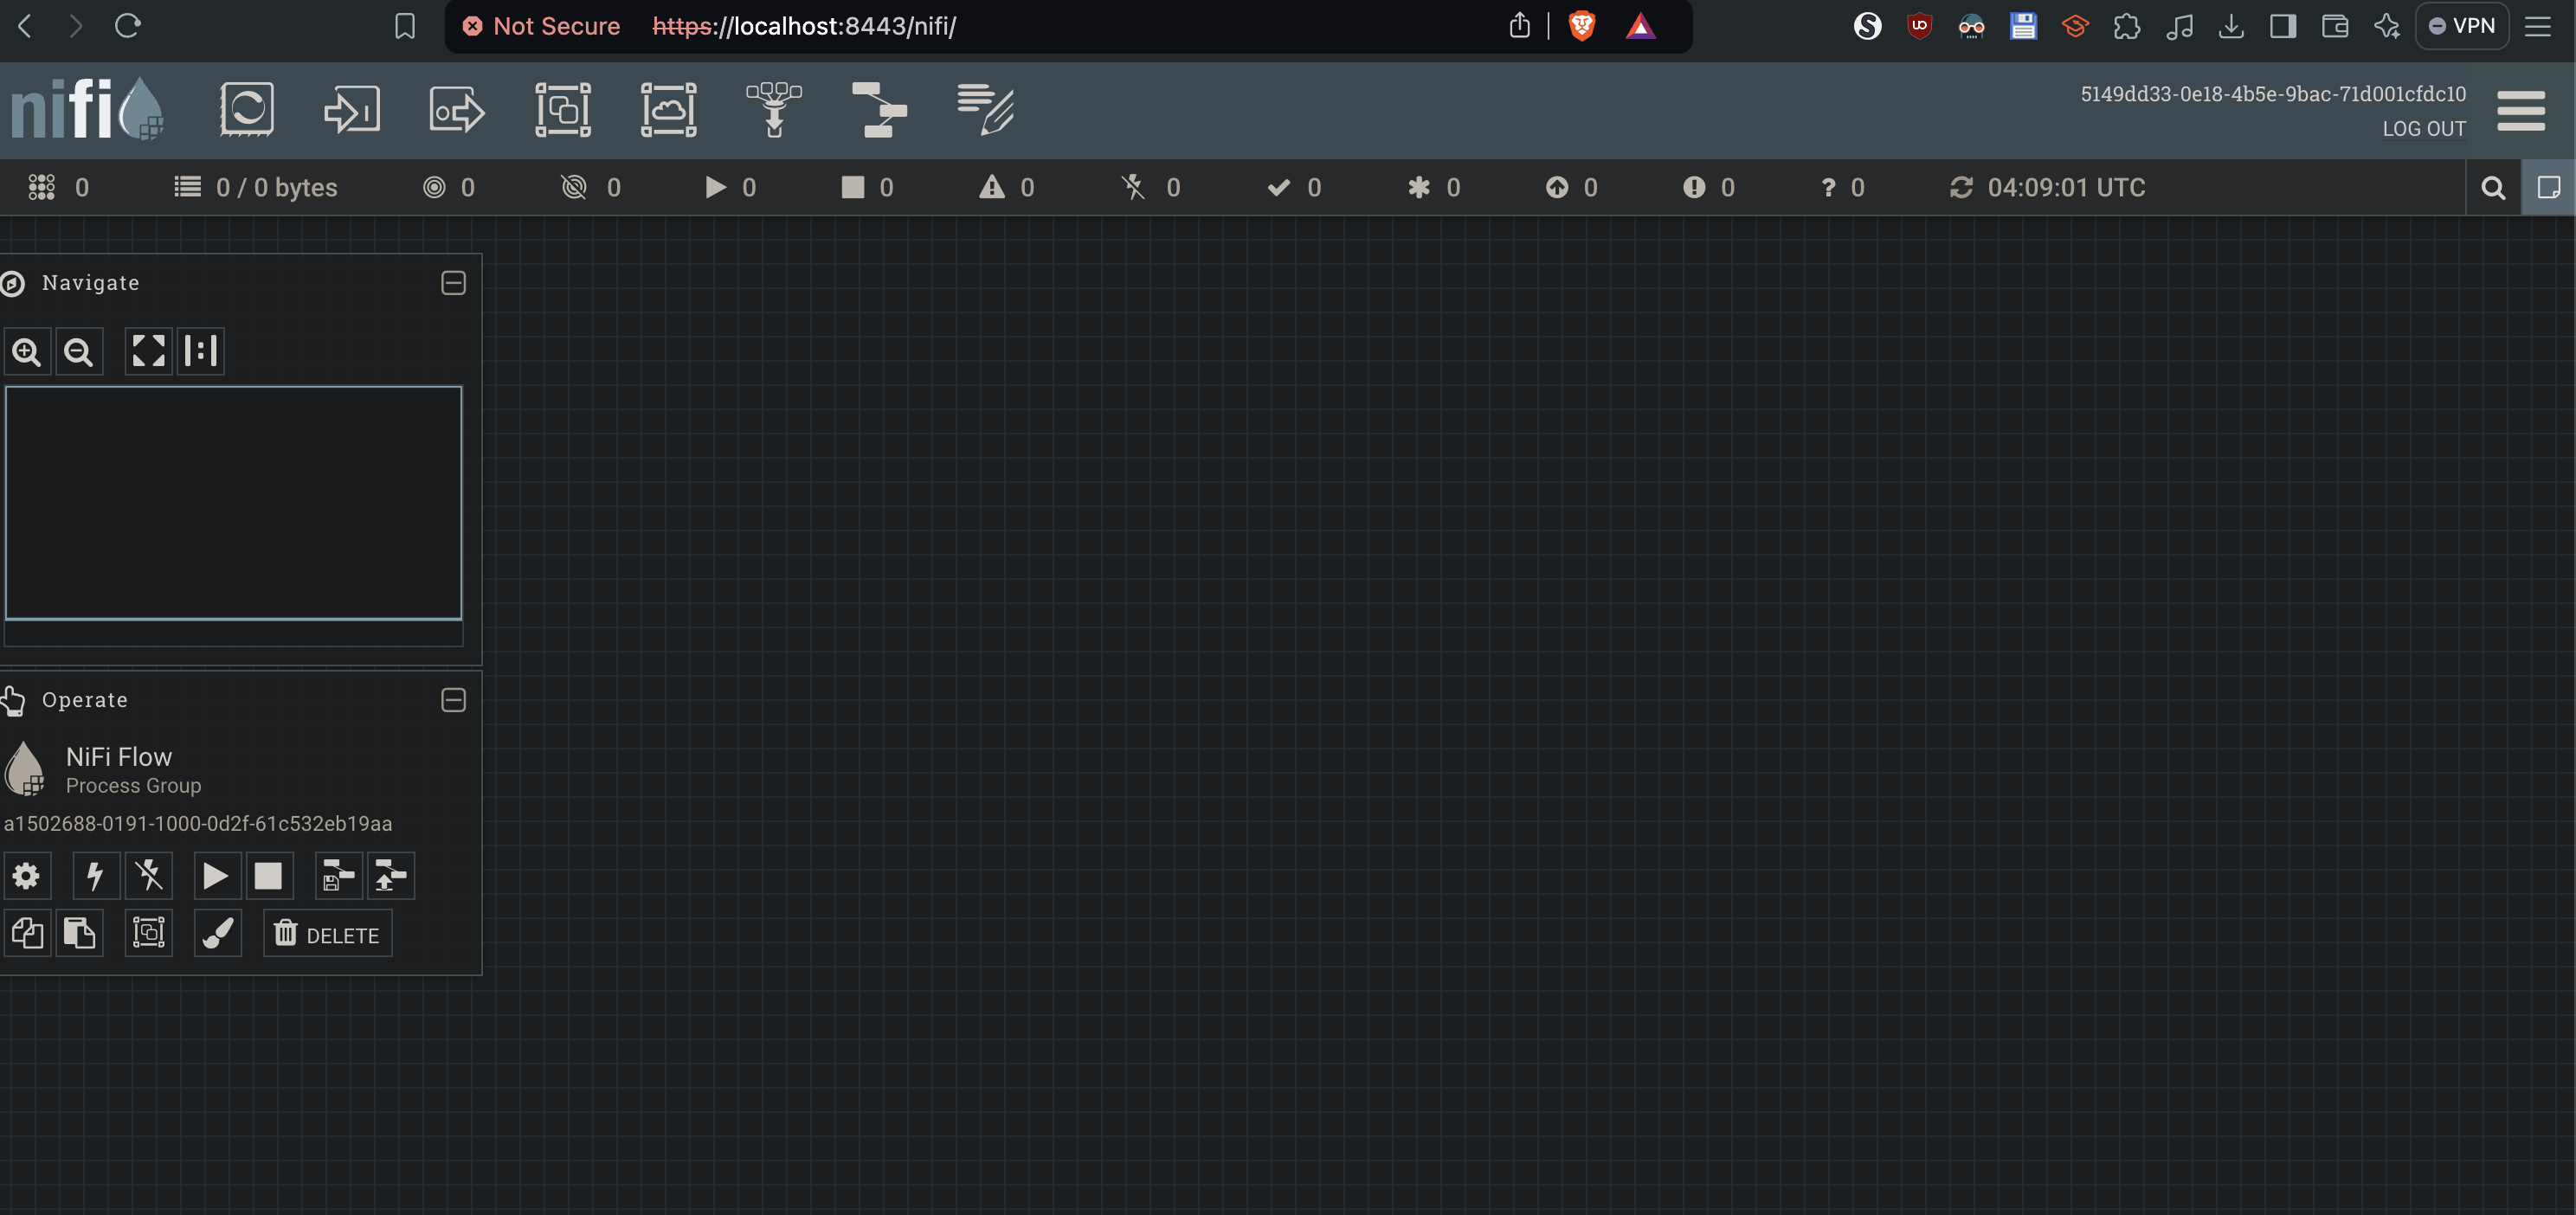 Not Secure https://localhost:8443/nifi/
VPN
nifi
5149dd33-0e18-4b5e-9bac-71d001cfdc10
LOG OUT
0 0 / 0 bytes 0 0 0 0 0 0 0 0 0 0 ? 0 04:09:01 UTC
Navigate
Operate
NiFi Flow
Process Group
a1502688-0191-1000-0d2f-61c532eb19aa
DELETE